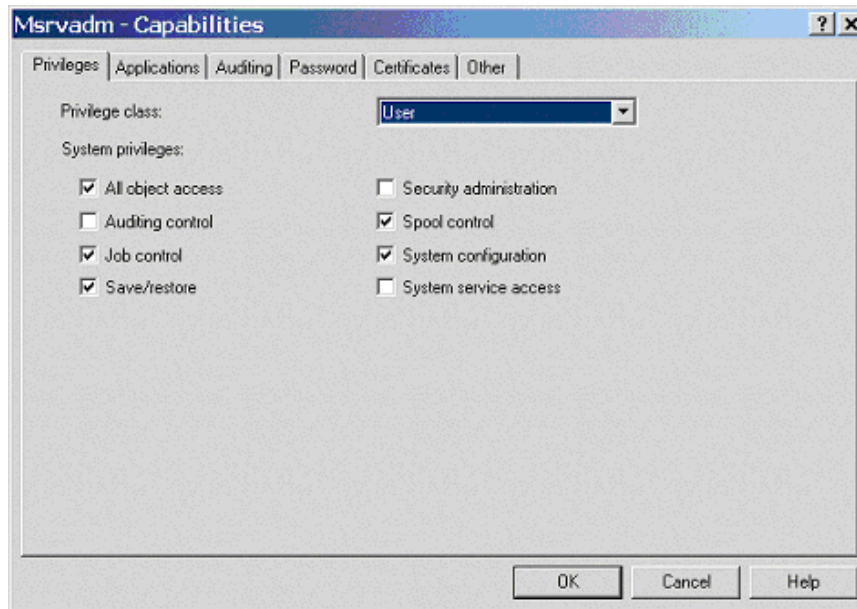 Msrvadm - Capabilities
Privileges Applications Auditing Password Certificates Other
Privilege class: User
System privileges:
All object access Security administration
Auditing control Spool control
Job control System configuration
Save/restore System service access
OK Cancel Help